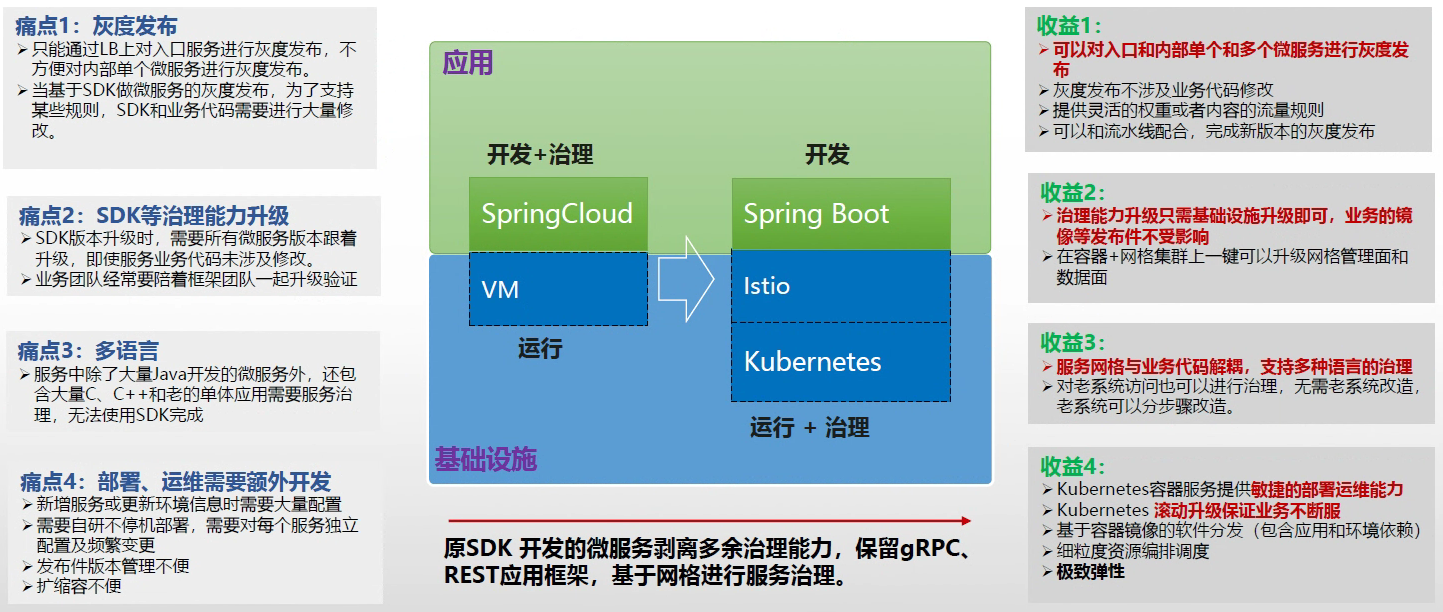 痛点1：灰度发布
➢只能通过LB上对入口服务进行灰度发布，不
方便对内部单个微服务进行灰度发布。
➢当基于SDK做微服务的灰度发布，为了支持
某些规则，SDK和业务代码需要进行大量修
改。
痛点2：SDK等治理能力升级
➢SDK版本升级时，需要所有微服务版本跟着
升级，即使服务业务代码未涉及修改。
➢业务团队经常要陪着框架团队一起升级验证
痛点3：多语言
➢服务中除了大量Java开发的微服务外，还包
含大量C、C++和老的单体应用需要服务治
理，无法使用SDK完成
痛点4：部署、运维需要额外开发
➢新增服务或更新环境信息时需要大量配置
➢需要自研不停机部署，需要对每个服务独立
配置及频繁变更
➢发布件版本管理不便
➢扩缩容不便
应用
开发+治理
开发
SpringCloud
Spring Boot
VM
Istio
运行
Kubernetes
运行 + 治理
基础设施
原SDK 开发的微服务剥离多余治理能力，保留gRPC、
REST应用框架，基于网格进行服务治理。
收益1：
➢可以对入口和内部单个和多个微服务进行灰度发
布
➢灰度发布不涉及业务代码修改
➢提供灵活的权重或者内容的流量规则
➢可以和流水线配合，完成新版本的灰度发布
收益2：
➢治理能力升级只需基础设施升级即可，业务的镜
像等发布件不受影响
➢在容器+网格集群上一键可以升级网格管理面和
数据面
收益3：
➢服务网格与业务代码解耦，支持多种语言的治理
➢对老系统访问也可以进行治理，无需老系统改造，
老系统可以分步骤改造。
收益4：
➢Kubernetes容器服务提供敏捷的部署运维能力
➢Kubernetes 滚动升级保证业务不断服
➢基于容器镜像的软件分发（包含应用和环境依赖）
➢细粒度资源编排调度
➢极致弹性